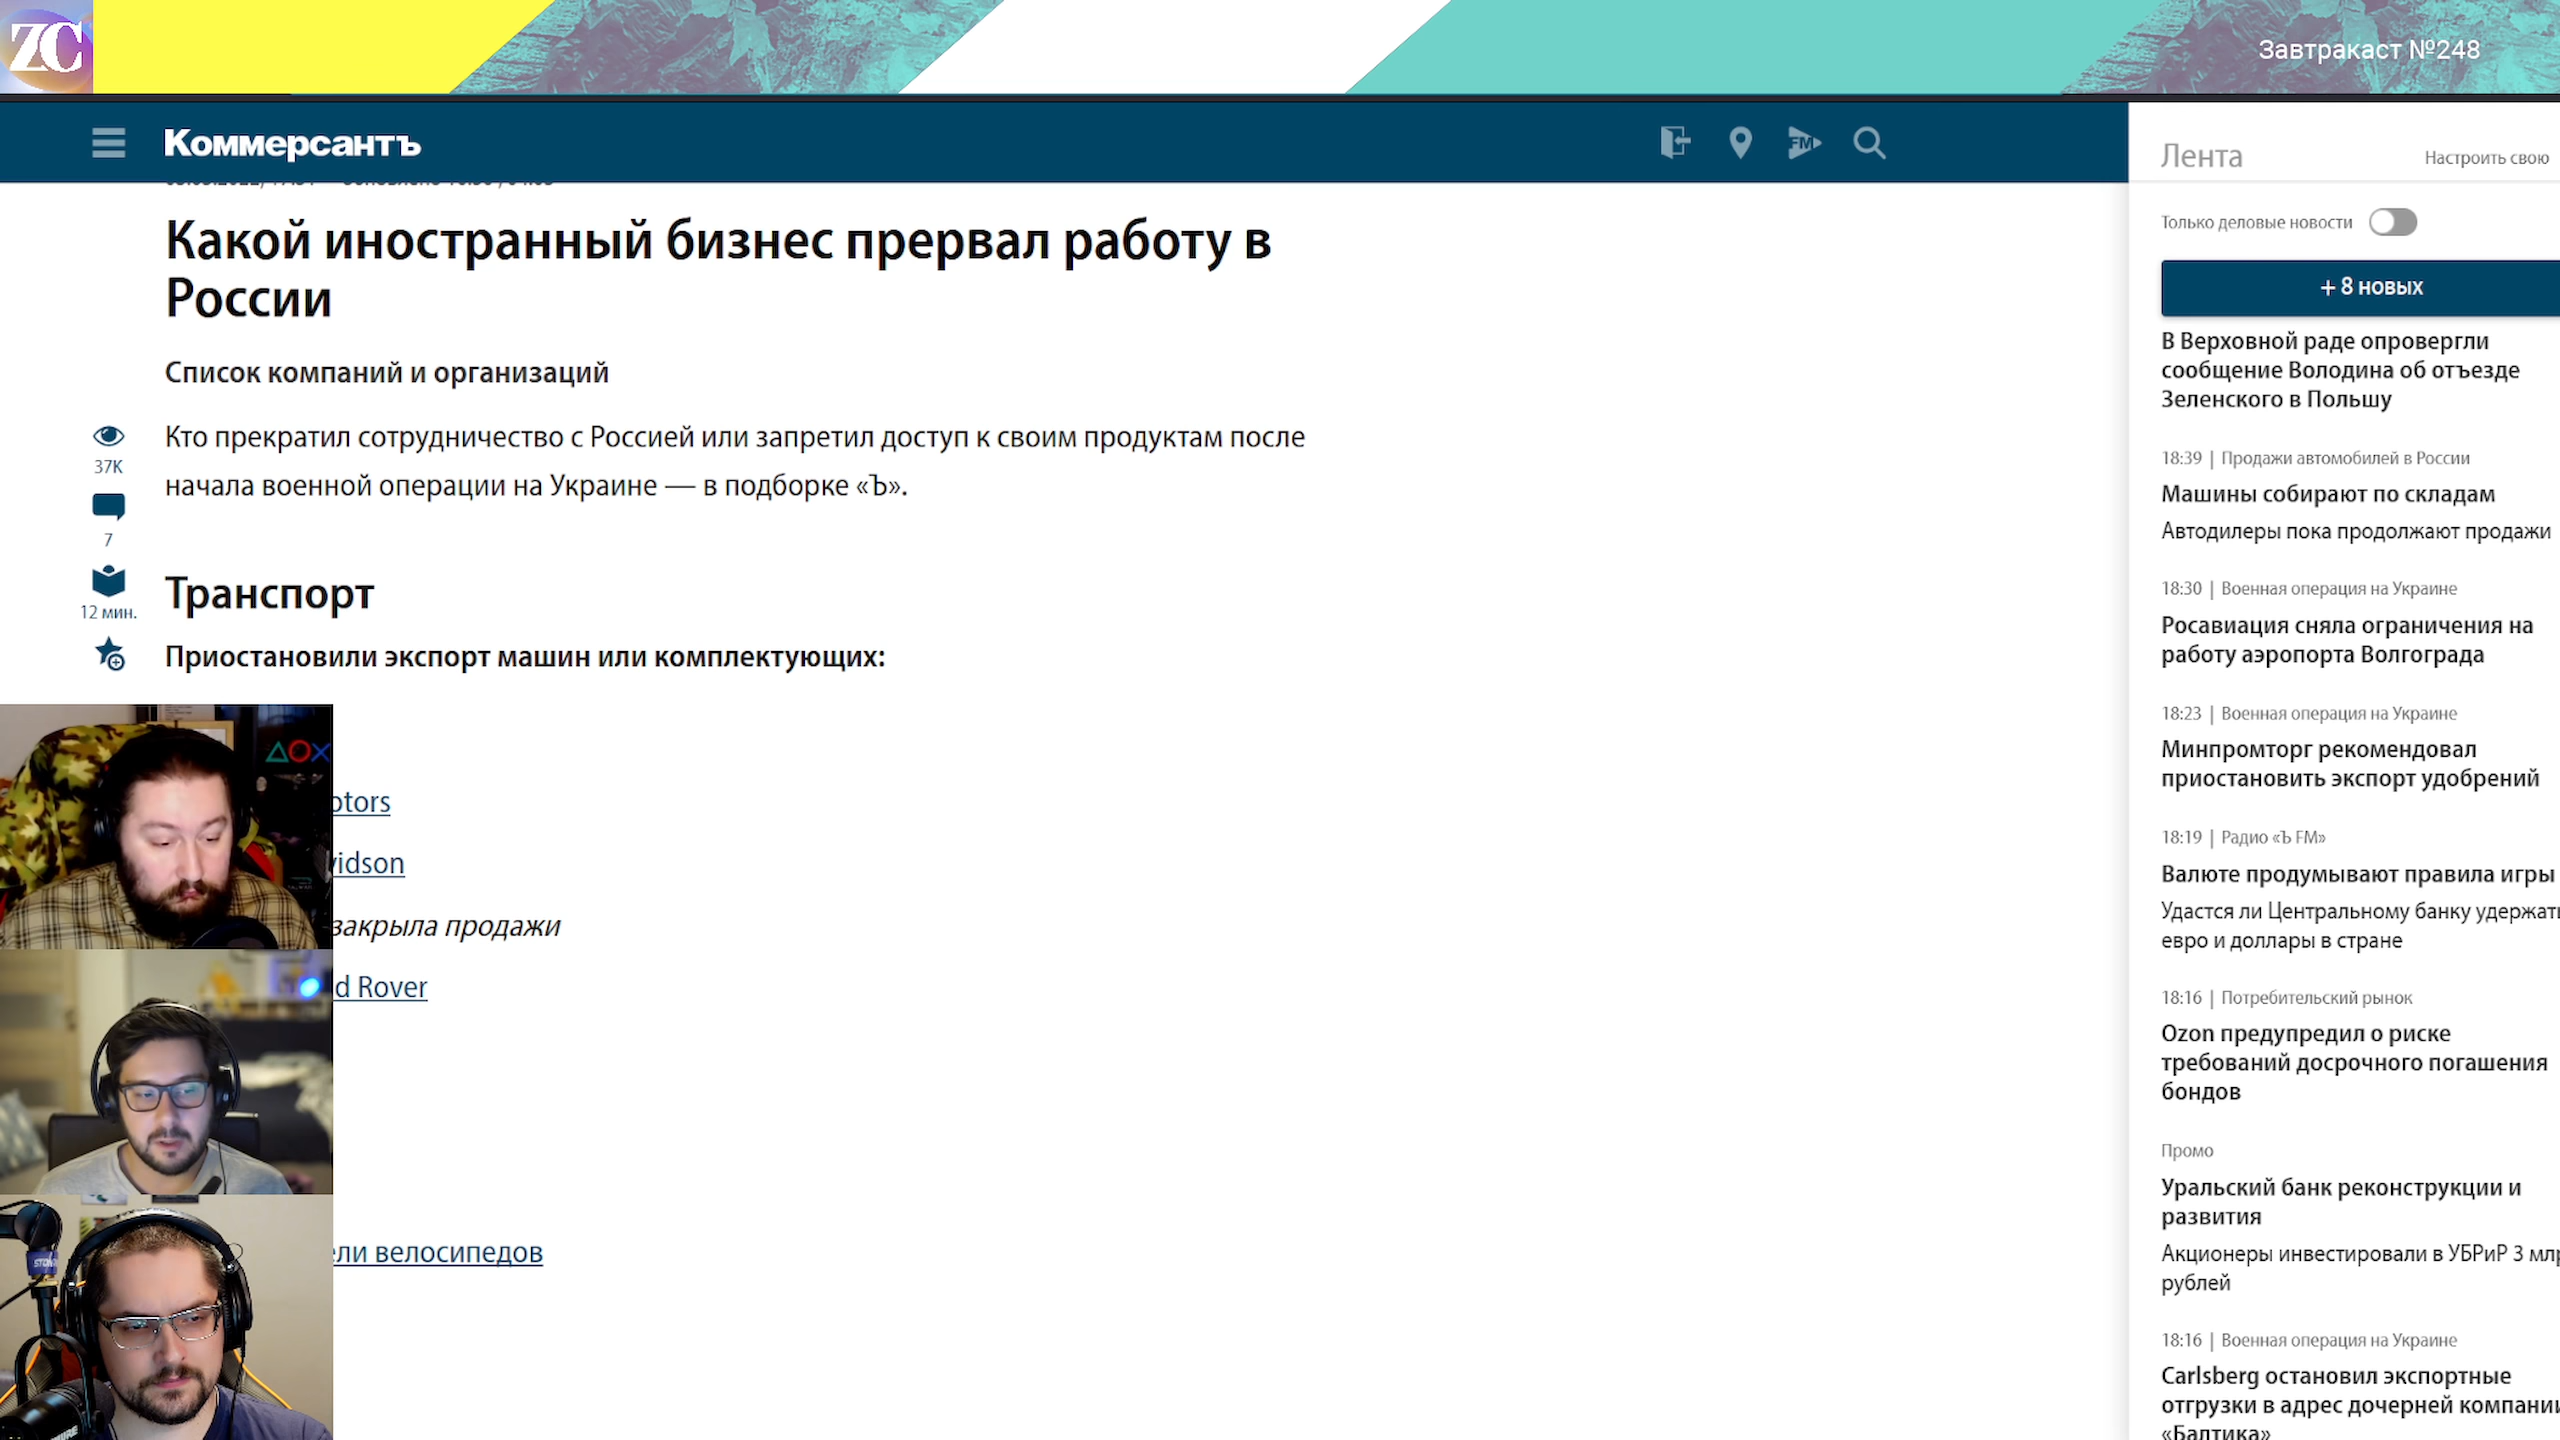 ZC
Завтракаст №248
Коммерсантъ
FM
Какой иностранный бизнес прервал работу в
России
Список компаний и организаций
Кто прекратил сотрудничество с Россией или запретил доступ к своим продуктам после
начала военной операции на Украине — в подборке «Ъ».
37K
7
12 мин.
Транспорт
Приостановили экспорт машин или комплектующих:
otors
vidson
закрыла продажи
d Rover
ели велосипедов
Лента
Настроить свою
Только деловые новости
+ 8 новых
В Верховной раде опровергли
сообщение Володина об отъезде
Зеленского в Польшу
18:39 | Продажи автомобилей в России
Машины собирают по складам
Автодилеры пока продолжают продажи
18:30 | Военная операция на Украине
Росавиация сняла ограничения на
работу аэропорта Волгограда
18:23 | Военная операция на Украине
Минпромторг рекомендовал
приостановить экспорт удобрений
18:19 | Радио «Ъ FM»
Валюте продумывают правила игры
Удастся ли Центральному банку удержать
евро и доллары в стране
18:16 | Потребительский рынок
Ozon предупредил о риске
требований досрочного погашения
бондов
Промо
Уральский банк реконструкции и
развития
Акционеры инвестировали в УБРиР 3 млр
рублей
18:16 | Военная операция на Украине
Carlsberg остановил экспортные
отгрузки в адрес дочерней компании
«Балтика»